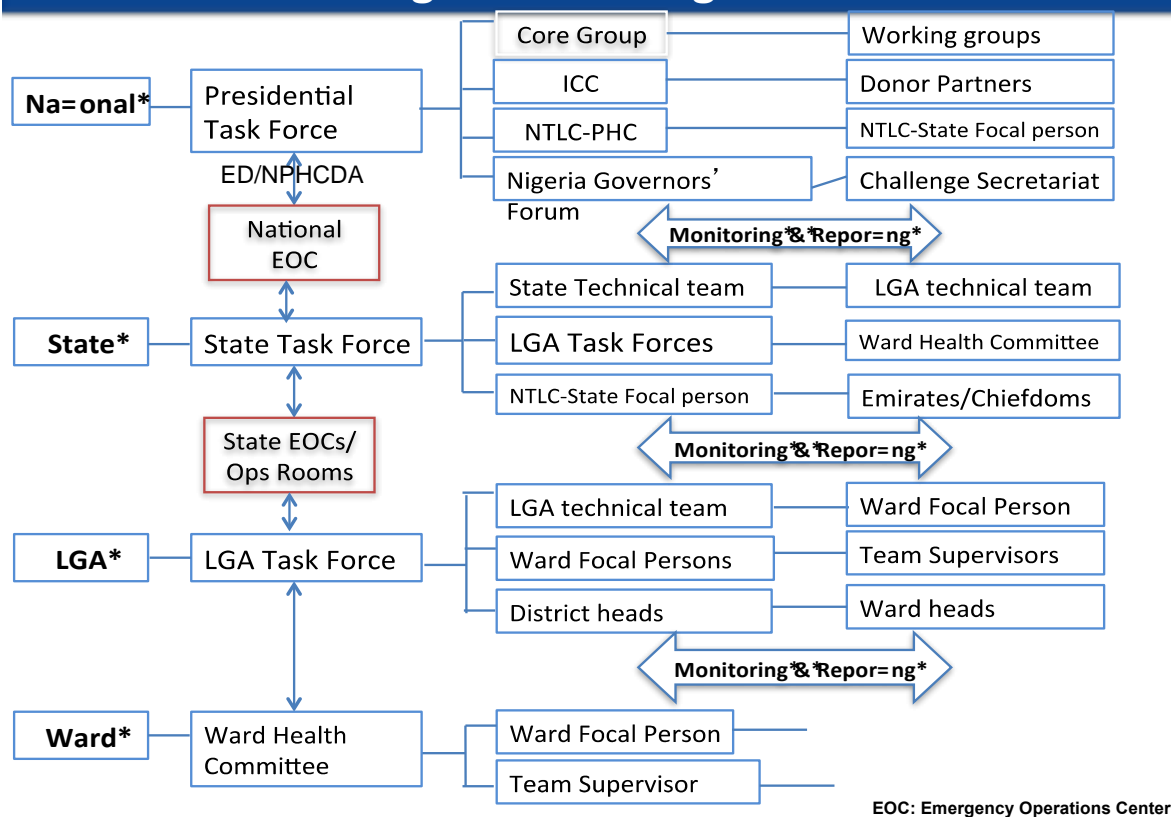 Core Group
Working groups
Na=onal*
Presidential
Task Force
ICC
Donor Partners
NTLC-PHC
NTLC-State Focal person
ED/NPHCDA
Nigeria Governors’
Forum
Challenge Secretariat
National
EOC
Monitoring*&*Repor=ng*
State Technical team
LGA technical team
State*
State Task Force
LGA Task Forces
Ward Health Committee
NTLC-State Focal person
Emirates/Chiefdoms
State EOCs/
Ops Rooms
Monitoring*&*Repor=ng*
LGA technical team
Ward Focal Person
LGA*
LGA Task Force
Ward Focal Persons
Team Supervisors
District heads
Ward heads
Monitoring*&*Repor=ng*
Ward*
Ward Health
Committee
Ward Focal Person
Team Supervisor
EOC: Emergency Operations Center